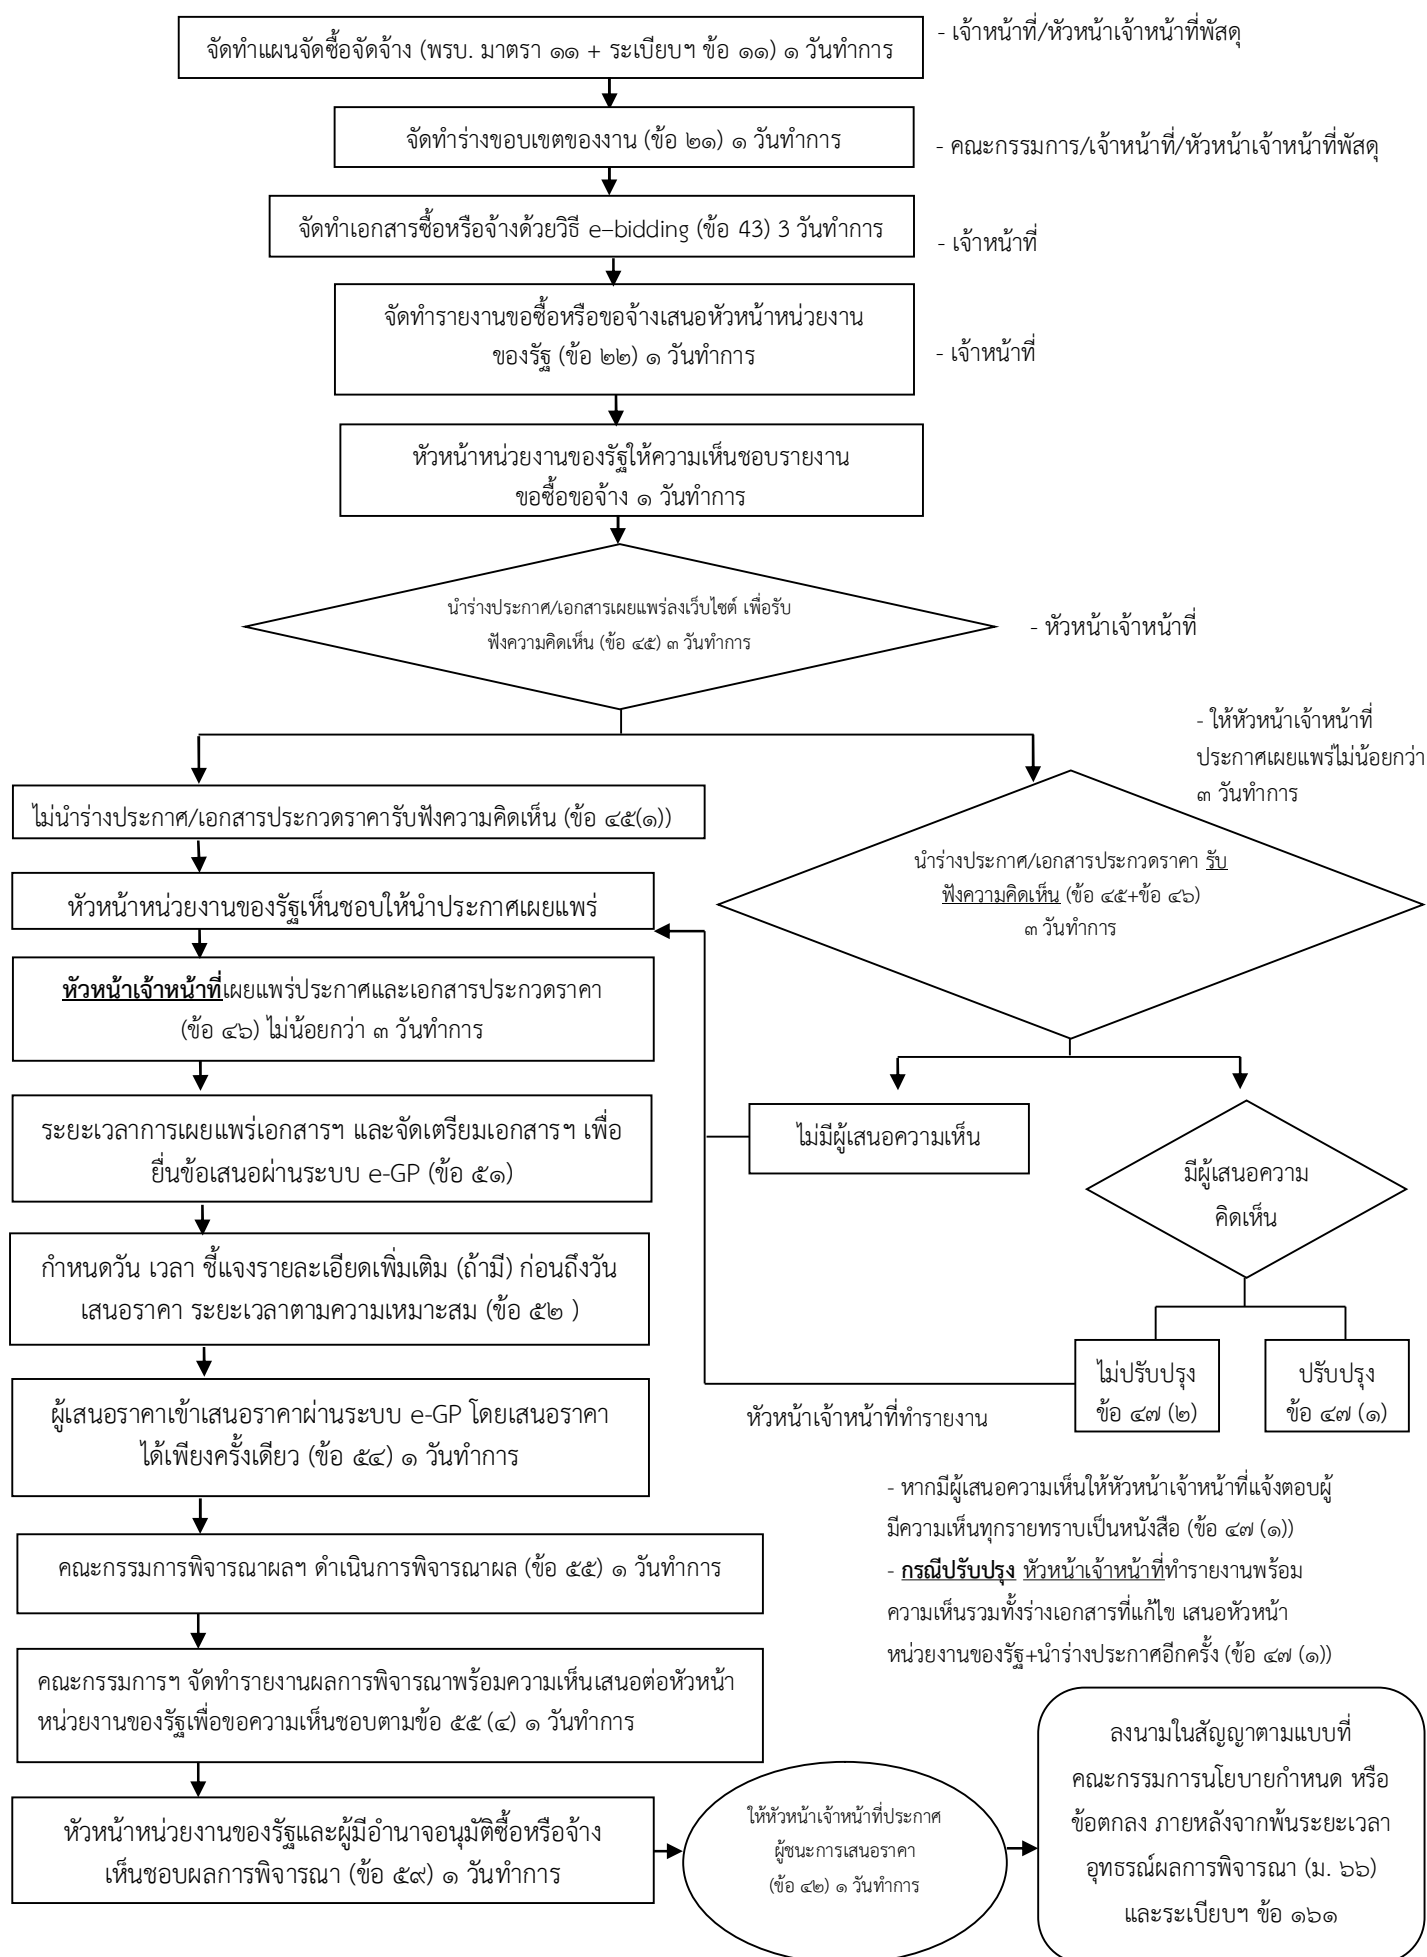 จัดทำแผนจัดซื้อจัดจ้าง (พรบ. มาตรา ๑๑ + ระเบียบฯ ข้อ ๑๑) ๑ วันทำการ
- เจ้าหน้าที่/หัวหน้าเจ้าหน้าที่พัสดุ
จัดทำร่างขอบเขตของงาน (ข้อ ๒๑) ๑ วันทำการ
- คณะกรรมการ/เจ้าหน้าที่/หัวหน้าเจ้าหน้าที่พัสดุ
จัดทำเอกสารซื้อหรือจ้างด้วยวิธี e–bidding (ข้อ 43) 3 วันทำการ
- เจ้าหน้าที่
จัดทำรายงานขอซื้อหรือขอจ้างเสนอหัวหน้าหน่วยงาน
ของรัฐ (ข้อ ๒๒) ๑ วันทำการ
- เจ้าหน้าที่
หัวหน้าหน่วยงานของรัฐให้ความเห็นชอบรายงาน
ขอซื้อขอจ้าง ๑ วันทำการ
นำร่างประกาศ/เอกสารเผยแพร่ลงเว็บไซต์ เพื่อรับ
ฟังความคิดเห็น (ข้อ ๔๕) ๓ วันทำการ
- หัวหน้าเจ้าหน้าที่
- ให้หัวหน้าเจ้าหน้าที่
ประกาศเผยแพร่ไม่น้อยกว่า
๓ วันทำการ
ไม่นำร่างประกาศ/เอกสารประกวดราคารับฟังความคิดเห็น (ข้อ ๔๕(๑))
หัวหน้าหน่วยงานของรัฐเห็นชอบให้นำประกาศเผยแพร่
หัวหน้าเจ้าหน้าที่เผยแพร่ประกาศและเอกสารประกวดราคา
(ข้อ ๔๖) ไม่น้อยกว่า ๓ วันทำการ
นำร่างประกาศ/เอกสารประกวดราคา รับ
ฟังความคิดเห็น (ข้อ ๔๕+ข้อ ๔๖)
๓ วันทำการ
ระยะเวลาการเผยแพร่เอกสารฯ และจัดเตรียมเอกสารฯ เพื่อ
ยื่นข้อเสนอผ่านระบบ e-GP (ข้อ ๕๑)
ไม่มีผู้เสนอความเห็น
มีผู้เสนอความ
คิดเห็น
กำหนดวัน เวลา ชี้แจงรายละเอียดเพิ่มเติม (ถ้ามี) ก่อนถึงวัน
เสนอราคา ระยะเวลาตามความเหมาะสม (ข้อ ๕๒ )
ไม่ปรับปรุง
ข้อ ๔๗ (๒)
ปรับปรุง
ข้อ ๔๗ (๑)
หัวหน้าเจ้าหน้าที่ทำรายงาน
ผู้เสนอราคาเข้าเสนอราคาผ่านระบบ e-GP โดยเสนอราคา
ได้เพียงครั้งเดียว (ข้อ ๕๔) ๑ วันทำการ
- หากมีผู้เสนอความเห็นให้หัวหน้าเจ้าหน้าที่แจ้งตอบผู้
มีความเห็นทุกรายทราบเป็นหนังสือ (ข้อ ๔๗ (๑))
- กรณีปรับปรุง หัวหน้าเจ้าหน้าที่ทำรายงานพร้อม
ความเห็นรวมทั้งร่างเอกสารที่แก้ไข เสนอหัวหน้า
หน่วยงานของรัฐ+นำร่างประกาศอีกครั้ง (ข้อ ๔๗ (๑))
คณะกรรมการพิจารณาผลฯ ดำเนินการพิจารณาผล (ข้อ ๕๕) ๑ วันทำการ
คณะกรรมการฯ จัดทำรายงานผลการพิจารณาพร้อมความเห็นเสนอต่อหัวหน้า
หน่วยงานของรัฐเพื่อขอความเห็นชอบตามข้อ ๕๕ (๔) ๑ วันทำการ
หัวหน้าหน่วยงานของรัฐและผู้มีอำนาจอนุมัติซื้อหรือจ้าง
เห็นชอบผลการพิจารณา (ข้อ ๕๙) ๑ วันทำการ
ให้หัวหน้าเจ้าหน้าที่ประกาศ
ผู้ชนะการเสนอราคา
(ข้อ ๔๒) ๑ วันทำการ
ลงนามในสัญญาตามแบบที่
คณะกรรมการนโยบายกำหนด หรือ
ข้อตกลง ภายหลังจากพ้นระยะเวลา
อุทธรณ์ผลการพิจารณา (ม. ๖๖)
และระเบียบฯ ข้อ ๑๖๑